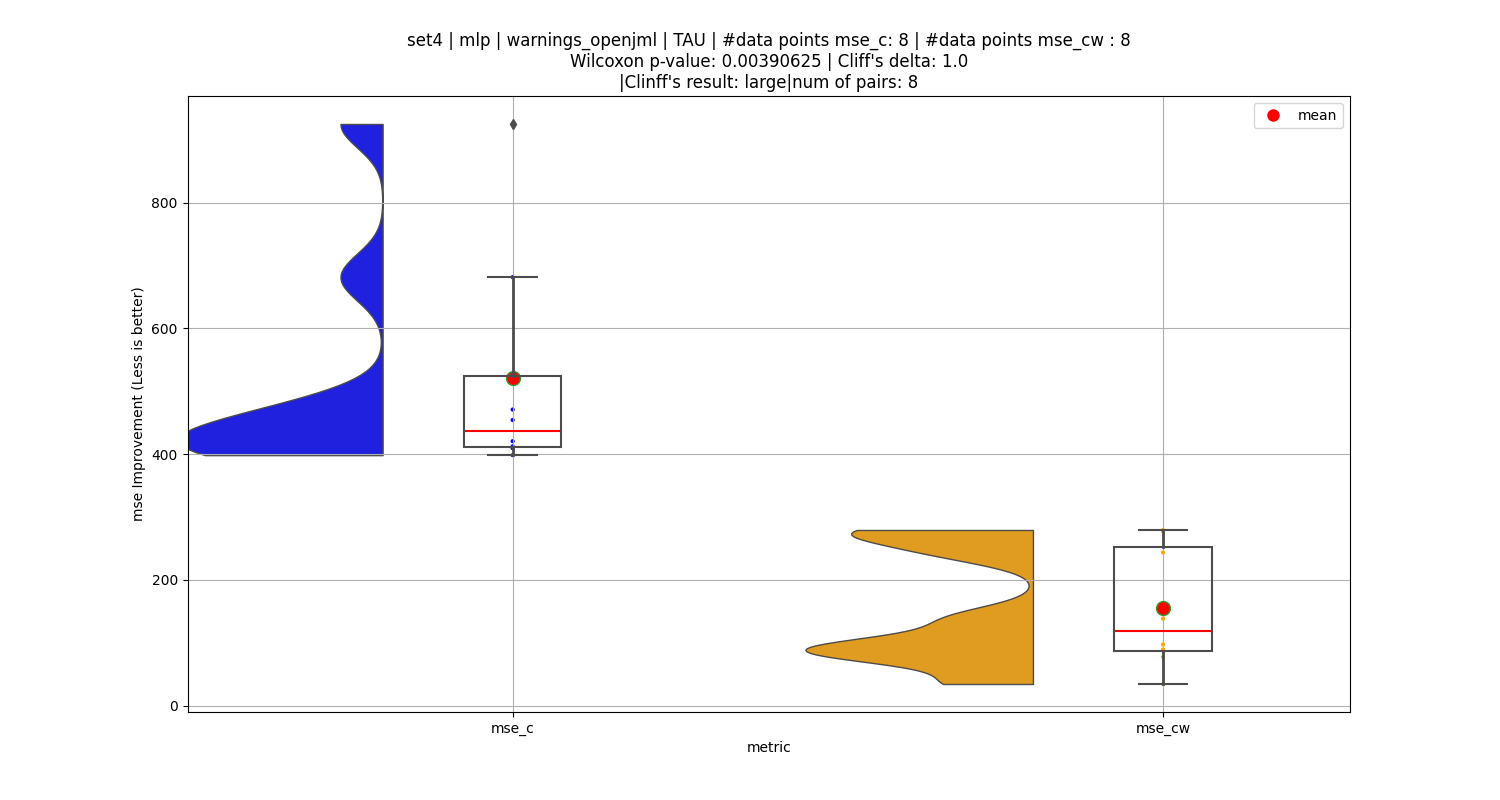 set4 | mlp | warnings_openjml | TAU | #data points mse_c: 8 | #data points mse_cw : 8
Wilcoxon p-value: 0.00390625 | Cliff's delta: 1.0
|Clinff's result: large|num of pairs: 8
mean
mse Improvement (Less is better)
800
600
400
200
0
mse_c
mse_cw
metric